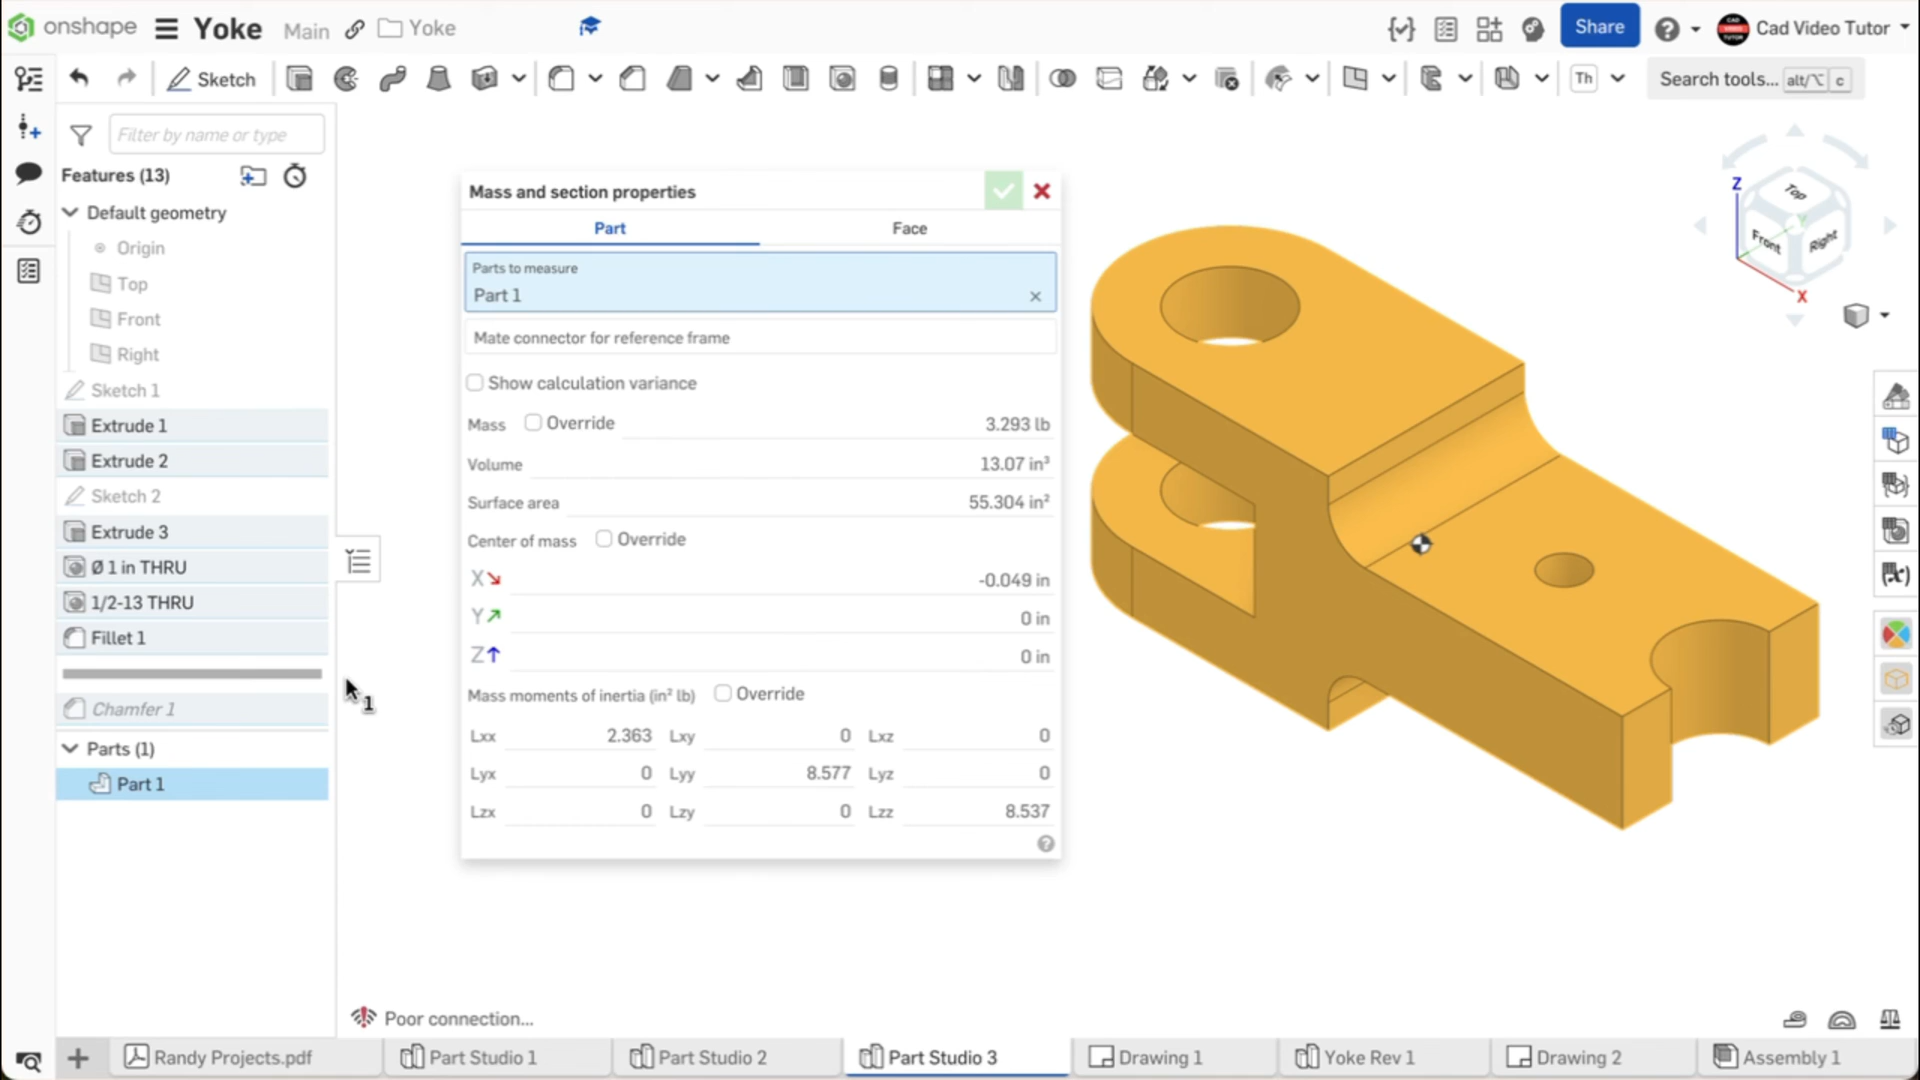 onshape Yoke Main Yoke Share Cad Video Tutor
Sketch Th Search tools... alt/⌥ c
Filter by name or type
Features (13)
Default geometry
Origin
Top
Front
Right
Sketch 1
Extrude 1
Extrude 2
Sketch 2
Extrude 3
Ø 1 in THRU
1/2-13 THRU
Fillet 1
Chamfer 1
Parts (1)
Part 1
1
Mass and section properties
Part Face
Parts to measure
Part 1
Mate connector for reference frame
Show calculation variance
Mass Override 3.293 lb
Volume 13.07 in³
Surface area 55.304 in²
Center of mass Override
X -0.049 in
Y 0 in
Z 0 in
Mass moments of inertia (in² lb) Override
Lxx 2.363 Lxy 0 Lxz 0
Lyx 0 Lyy 8.577 Lyz 0
Lzx 0 Lzy 0 Lzz 8.537
Z
Top
Y
Front Right
X
Poor connection...
Randy Projects.pdf Part Studio 1 Part Studio 2 Part Studio 3 Drawing 1 Yoke Rev 1 Drawing 2 Assembly 1